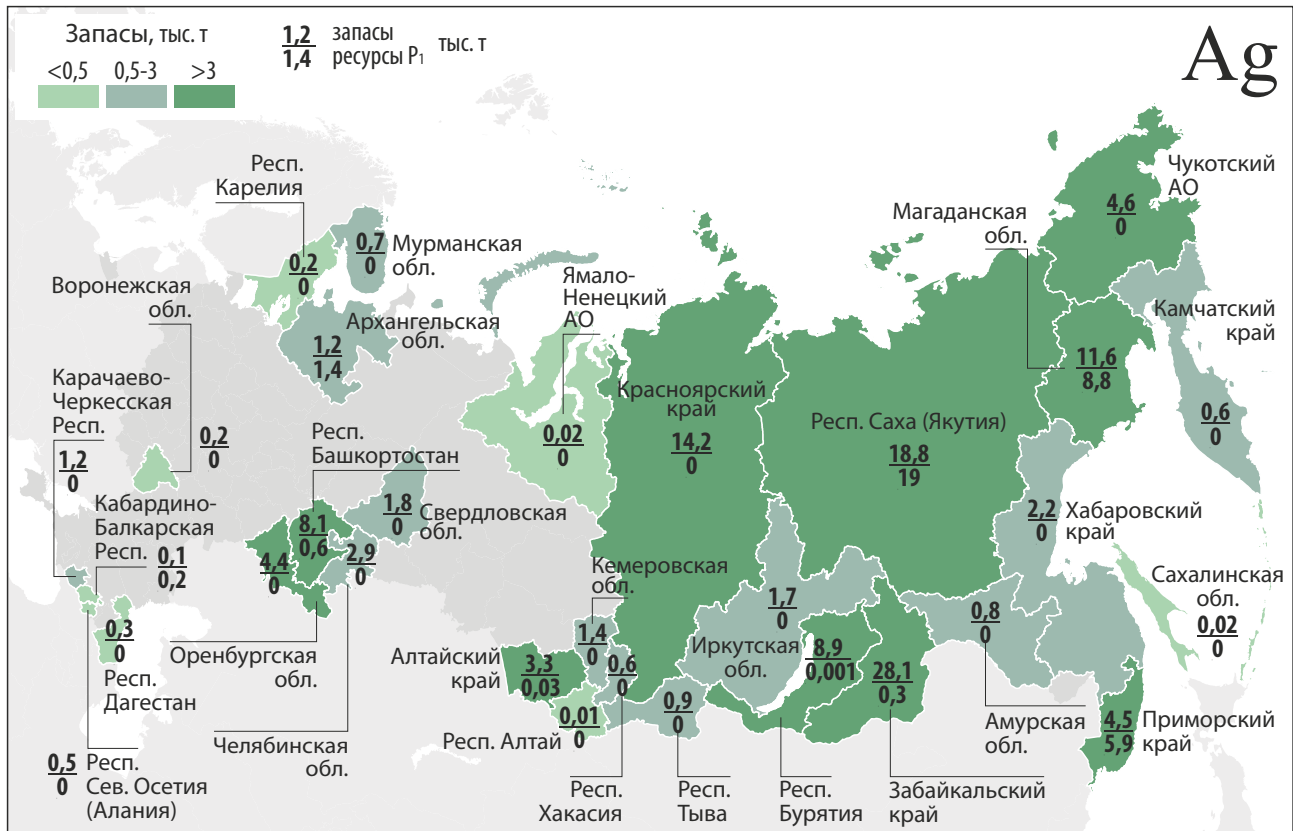 Запасы, тыс. т
<0,5 0,5-3 >3
1,2 запасы
1,4 ресурсы P₁
тыс. т
Ag
Респ.
Карелия
0,2
0
0,7
0
Мурманская
обл.
Воронежская
обл.
0,2
0
Архангельская
обл.
1,2
1,4
Ямало-
Ненецкий
АО
0,02
0
Карачаево-
Черкесская
Респ.
1,2
0
Кабардино-
Балкарская
Респ.
0,1
0,2
Респ.
Башкортостан
8,1
0,6
1,8
0
Свердловская
обл.
4,4
0
2,9
0
0,3
0
Респ.
Дагестан
Оренбургская
обл.
Челябинская
обл.
0,5
0
Респ.
Сев. Осетия
(Алания)
Красноярский
край
14,2
0
Респ. Саха (Якутия)
18,8
19
Магаданская
обл.
11,6
8,8
Чукотский
АО
4,6
0
Камчатский
край
0,6
0
2,2
0
Хабаровский
край
Сахалинская
обл.
0,02
0
Кемеровская
обл.
1,4
0
0,6
0
Алтайский
край
3,3
0,03
0,01
0
Респ. Алтай
0,9
0
1,7
0
Иркутская
обл.
8,9
0,001
28,1
0,3
0,8
0
Амурская
обл.
4,5
5,9
Приморский
край
Респ.
Хакасия
Респ.
Тыва
Респ.
Бурятия
Забайкальский
край